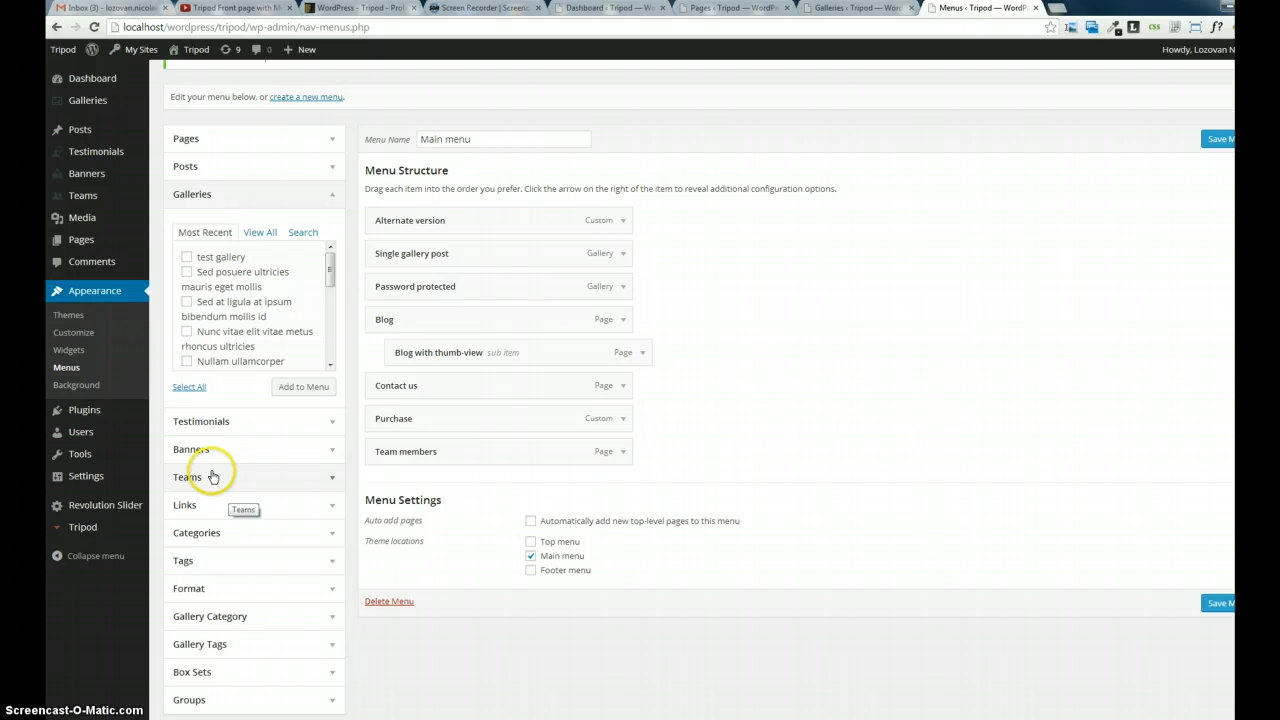 Inbox (3) - lozovan.nicola
Tripod Front page with M
WordPress - Tripod - Prof
Screen Recorder | Screenc
Dashboard ‹ Tripod — Wo
Pages ‹ Tripod — WordPr
Galleries ‹ Tripod — Word
Menus ‹ Tripod — WordP
localhost/wordpress/tripod/wp-admin/nav-menus.php
Tripod My Sites Tripod 9 0 + New Howdy, Lozovan N
Dashboard
Galleries
Posts
Testimonials
Banners
Teams
Media
Pages
Comments
Appearance
Themes
Customize
Widgets
Menus
Background
Plugins
Users
Tools
Settings
Revolution Slider
Tripod
Collapse menu
Edit your menu below, or create a new menu.
Pages
Posts
Galleries
Most Recent View All Search
test gallery
Sed posuere ultricies
mauris eget mollis
Sed at ligula at ipsum
bibendum mollis id
Nunc vitae elit vitae metus
rhoncus ultricies
Nullam ullamcorper
Select All Add to Menu
Testimonials
Banners
Teams
Teams
Links
Categories
Tags
Format
Gallery Category
Gallery Tags
Box Sets
Groups
Menu Name Main menu Save M
Menu Structure
Drag each item into the order you prefer. Click the arrow on the right of the item to reveal additional configuration options.
Alternate version Custom
Single gallery post Gallery
Password protected Gallery
Blog Page
Blog with thumb-view sub item Page
Contact us Page
Purchase Custom
Team members Page
Menu Settings
Auto add pages Automatically add new top-level pages to this menu
Theme locations Top menu
Main menu
Footer menu
Delete Menu Save M
Screencast-O-Matic.com